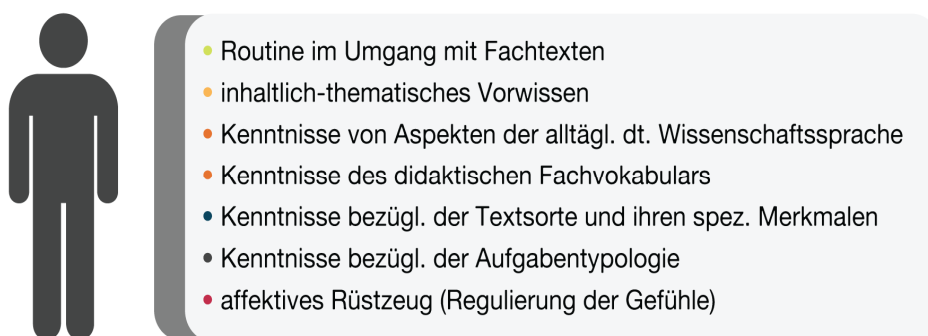 • Routine im Umgang mit Fachtexten
• inhaltlich-thematisches Vorwissen
• Kenntnisse von Aspekten der alltägl. dt. Wissenschaftssprache
• Kenntnisse des didaktischen Fachvokabulars
• Kenntnisse bezügl. der Textsorte und ihren spez. Merkmalen
• Kenntnisse bezügl. der Aufgabentypologie
• affektives Rüstzeug (Regulierung der Gefühle)